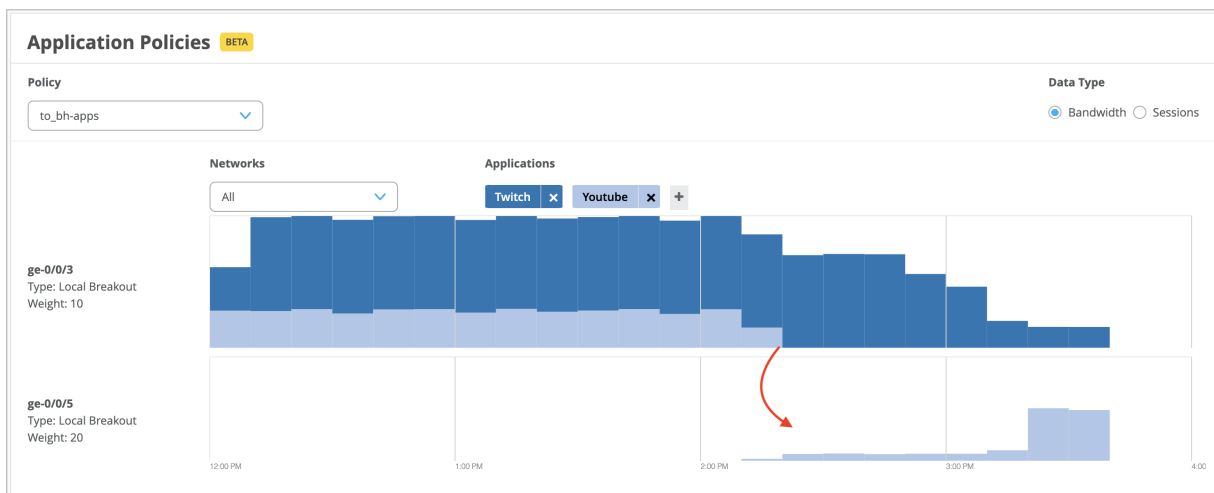 Application Policies BETA
Policy
Data Type
to_bh-apps
Bandwidth Sessions
Networks
Applications
All
Twitch x Youtube x +
ge-0/0/3
Type: Local Breakout
Weight: 10
ge-0/0/5
Type: Local Breakout
Weight: 20
12:00 PM 1:00 PM 2:00 PM 3:00 PM 4:00